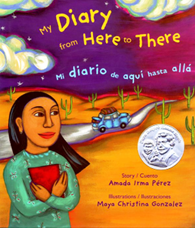 My Diary
from Here to There
Mi diario de aquí hasta allá
Story / Cuento
Amada Irma Pérez
Illustrations / Ilustraciones
Maya Christina Gonzalez